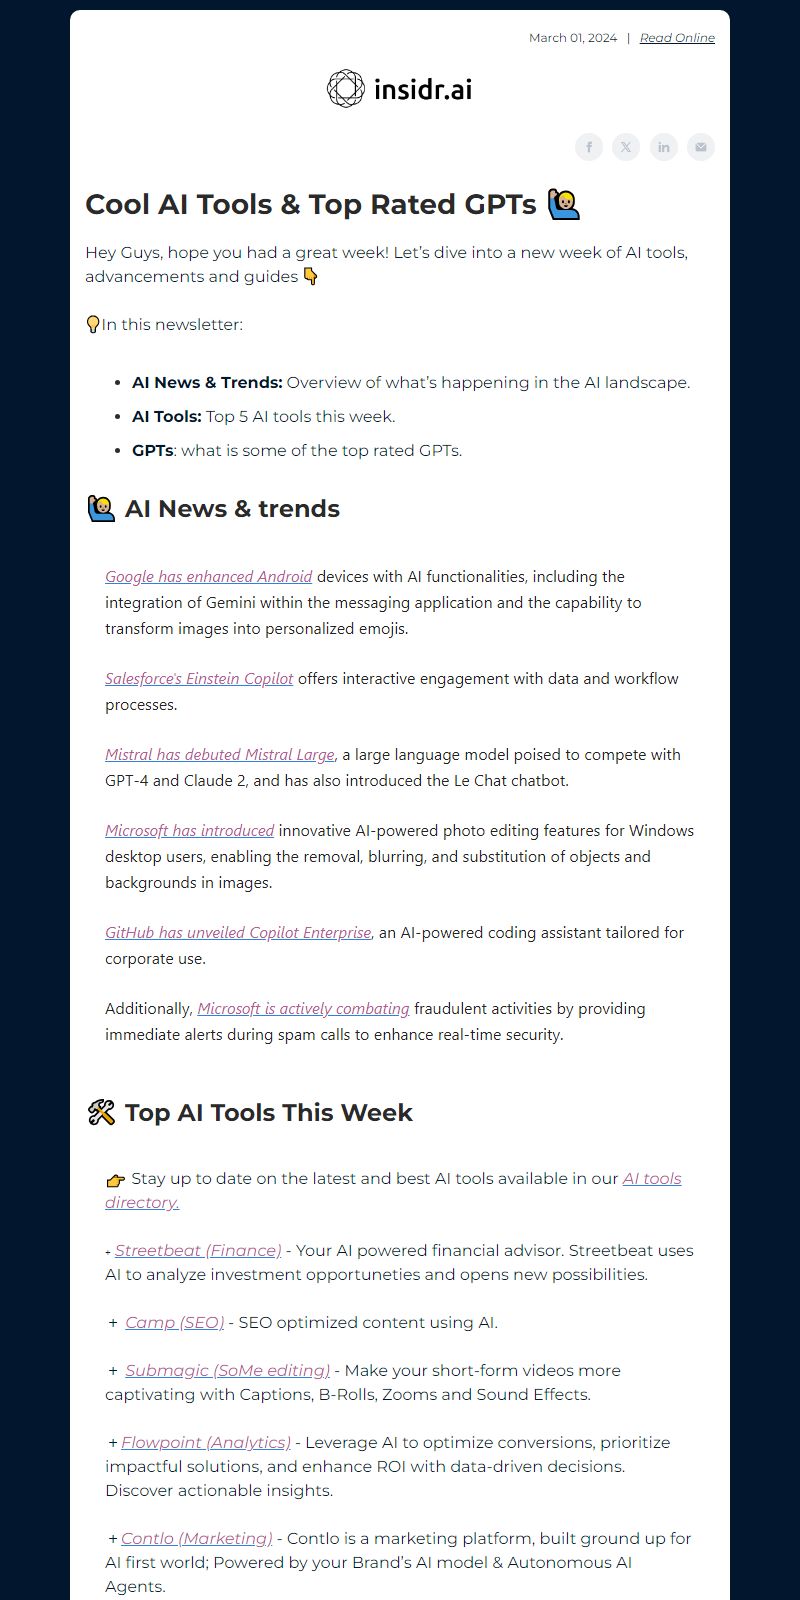 March 01, 2024 | Read Online
insidr.ai
Cool AI Tools & Top Rated GPTs 🙋🏼
Hey Guys, hope you had a great week! Let’s dive into a new week of AI tools,
advancements and guides 👇
💡In this newsletter:
• AI News & Trends: Overview of what’s happening in the AI landscape.
• AI Tools: Top 5 AI tools this week.
• GPTs: what is some of the top rated GPTs.
🙋🏼 AI News & trends
Google has enhanced Android devices with AI functionalities, including the
integration of Gemini within the messaging application and the capability to
transform images into personalized emojis.
Salesforce's Einstein Copilot offers interactive engagement with data and workflow
processes.
Mistral has debuted Mistral Large, a large language model poised to compete with
GPT-4 and Claude 2, and has also introduced the Le Chat chatbot.
Microsoft has introduced innovative AI-powered photo editing features for Windows
desktop users, enabling the removal, blurring, and substitution of objects and
backgrounds in images.
GitHub has unveiled Copilot Enterprise, an AI-powered coding assistant tailored for
corporate use.
Additionally, Microsoft is actively combating fraudulent activities by providing
immediate alerts during spam calls to enhance real-time security.
🛠 Top AI Tools This Week
👉 Stay up to date on the latest and best AI tools available in our AI tools
directory.
+ Streetbeat (Finance) - Your AI powered financial advisor. Streetbeat uses
AI to analyze investment opportuneties and opens new possibilities.
+ Camp (SEO) - SEO optimized content using AI.
+ Submagic (SoMe editing) - Make your short-form videos more
captivating with Captions, B-Rolls, Zooms and Sound Effects.
+ Flowpoint (Analytics) - Leverage AI to optimize conversions, prioritize
impactful solutions, and enhance ROI with data-driven decisions.
Discover actionable insights.
+ Contlo (Marketing) - Contlo is a marketing platform, built ground up for
AI first world; Powered by your Brand’s AI model & Autonomous AI
Agents.